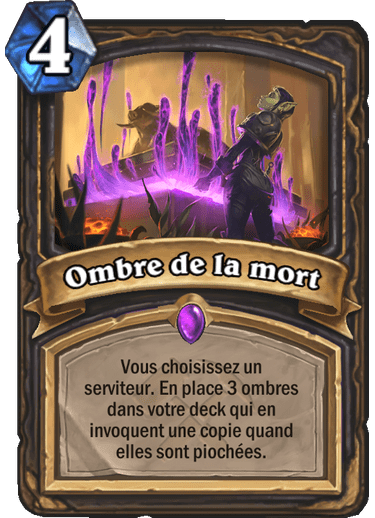 4
Ombre de la mort
Vous choisissez un
serviteur. En place 3 ombres
dans votre deck qui en
invoquent une copie quand
elles sont piochées.